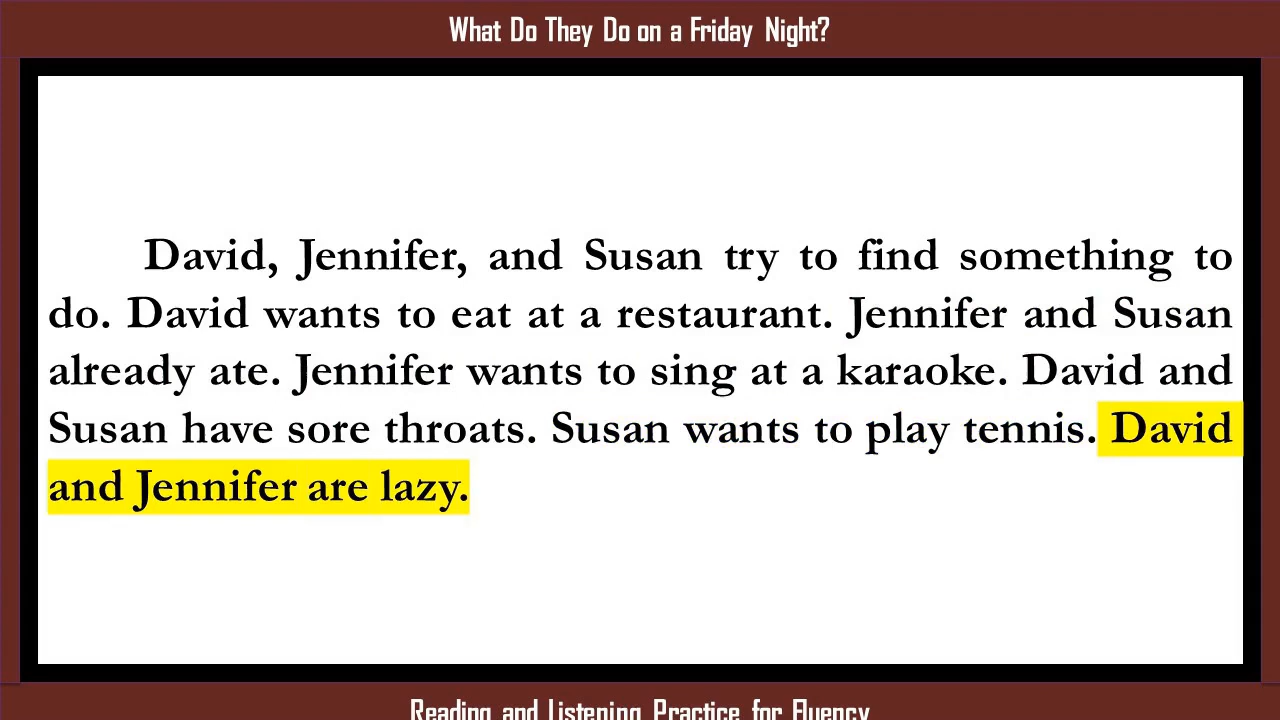 What Do They Do on a Friday Night?
David, Jennifer, and Susan try to find something to
do. David wants to eat at a restaurant. Jennifer and Susan
already ate. Jennifer wants to sing at a karaoke. David and
Susan have sore throats. Susan wants to play tennis. David
and Jennifer are lazy.
Reading and Listening Practice for Fluency